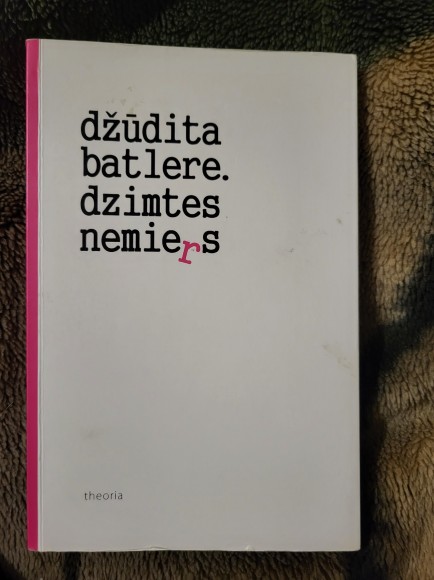 džūdita
batlere.
dzimtes
nemiers
theoria